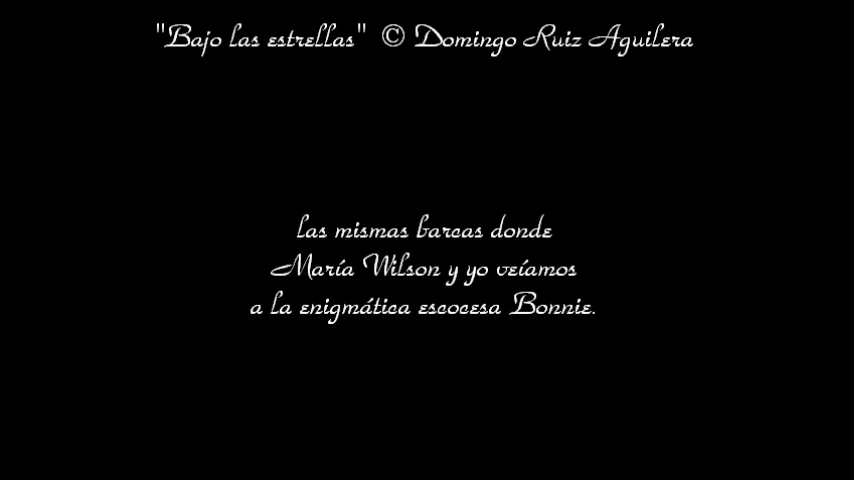 "Bajo las estrellas" © Domingo Ruiz Aguilera
las mismas barcas donde
María Wilson y yo veíamos
a la enigmática escocesa Bonnie.